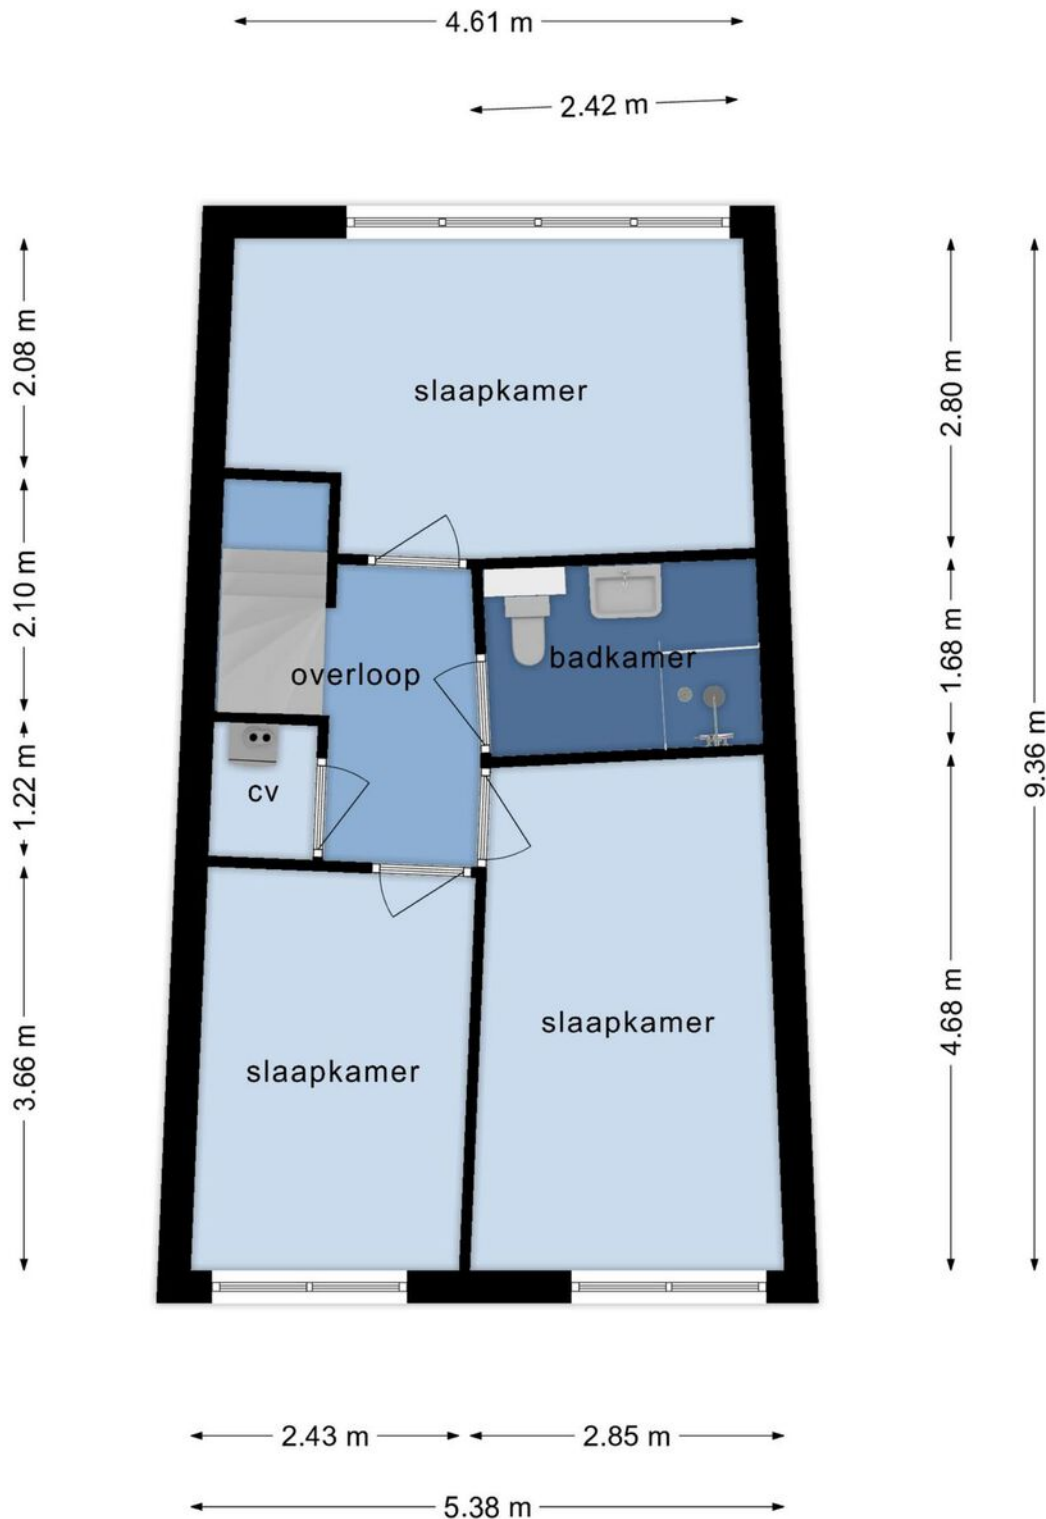 4.61 m
2.42 m
2.08 m
2.80 m
slaapkamer
2.10 m
1.68 m
badkamer
overloop
9.36 m
1.22 m
cv
4.68 m
slaapkamer
3.66 m
slaapkamer
2.43 m
2.85 m
5.38 m